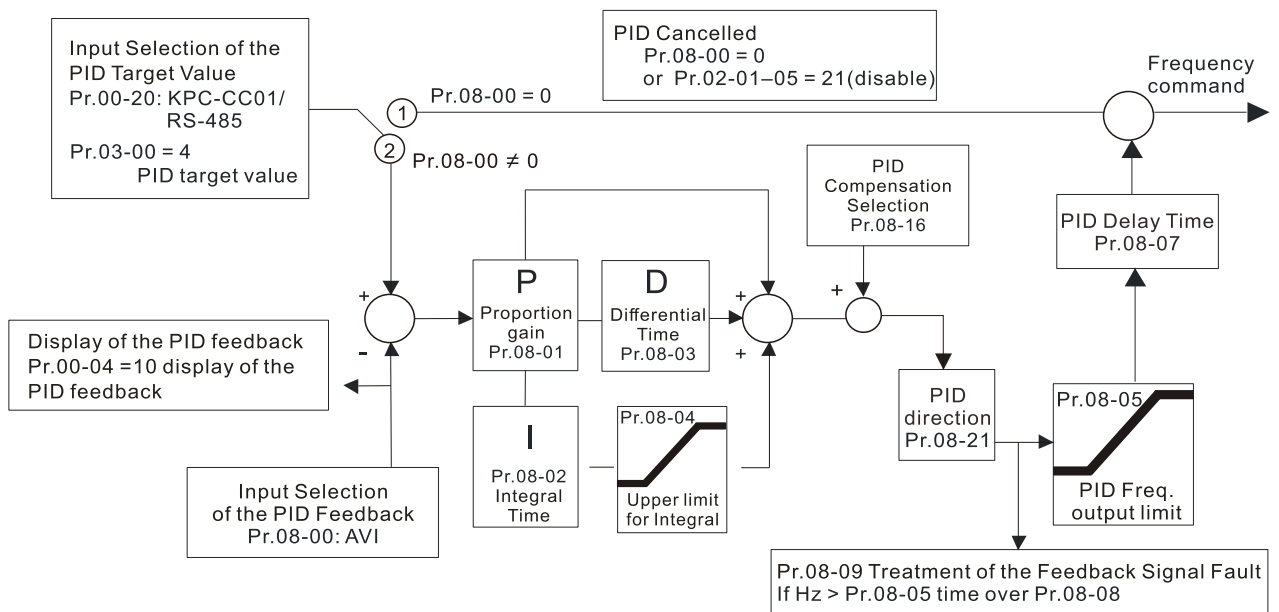 Input Selection of the
PID Target Value
Pr.00-20: KPC-CC01/
RS-485
Pr.03-00 = 4
PID target value
PID Cancelled
Pr.08-00 = 0
or Pr.02-01–05 = 21(disable)
Frequency
command
1
Pr.08-00 = 0
2
Pr.08-00 ≠ 0
PID
Compensation
Selection
Pr.08-16
PID Delay Time
Pr.08-07
+
-
P
Proportion
gain
Pr.08-01
D
Differential
Time
Pr.08-03
+
+
+
Display of the PID feedback
Pr.00-04 =10 display of the
PID feedback
I
Pr.08-02
Integral
Time
Pr.08-04
Upper limit
for Integral
PID
direction
Pr.08-21
Pr.08-05
PID Freq.
output limit
Input Selection
of the PID Feedback
Pr.08-00: AVI
Pr.08-09 Treatment of the Feedback Signal Fault
If Hz > Pr.08-05 time over Pr.08-08